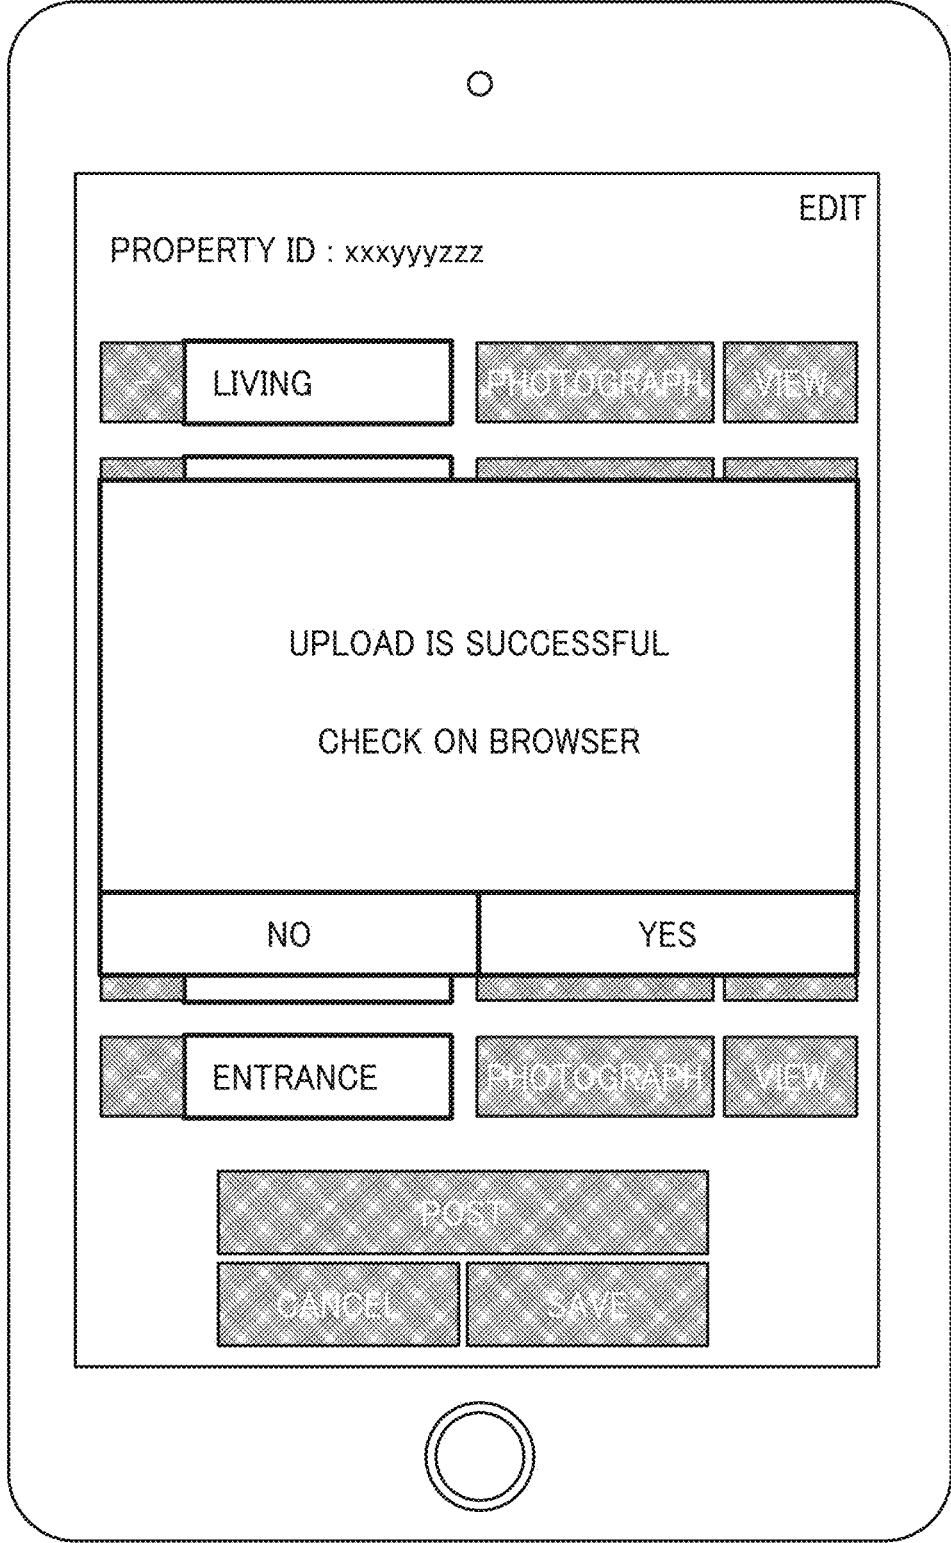 EDIT
PROPERTY ID : xxxyyyzzz
− LIVING PHOTOGRAPH VIEW
UPLOAD IS SUCCESSFUL
CHECK ON BROWSER
NO YES
− ENTRANCE PHOTOGRAPH VIEW
POST
CANCEL SAVE